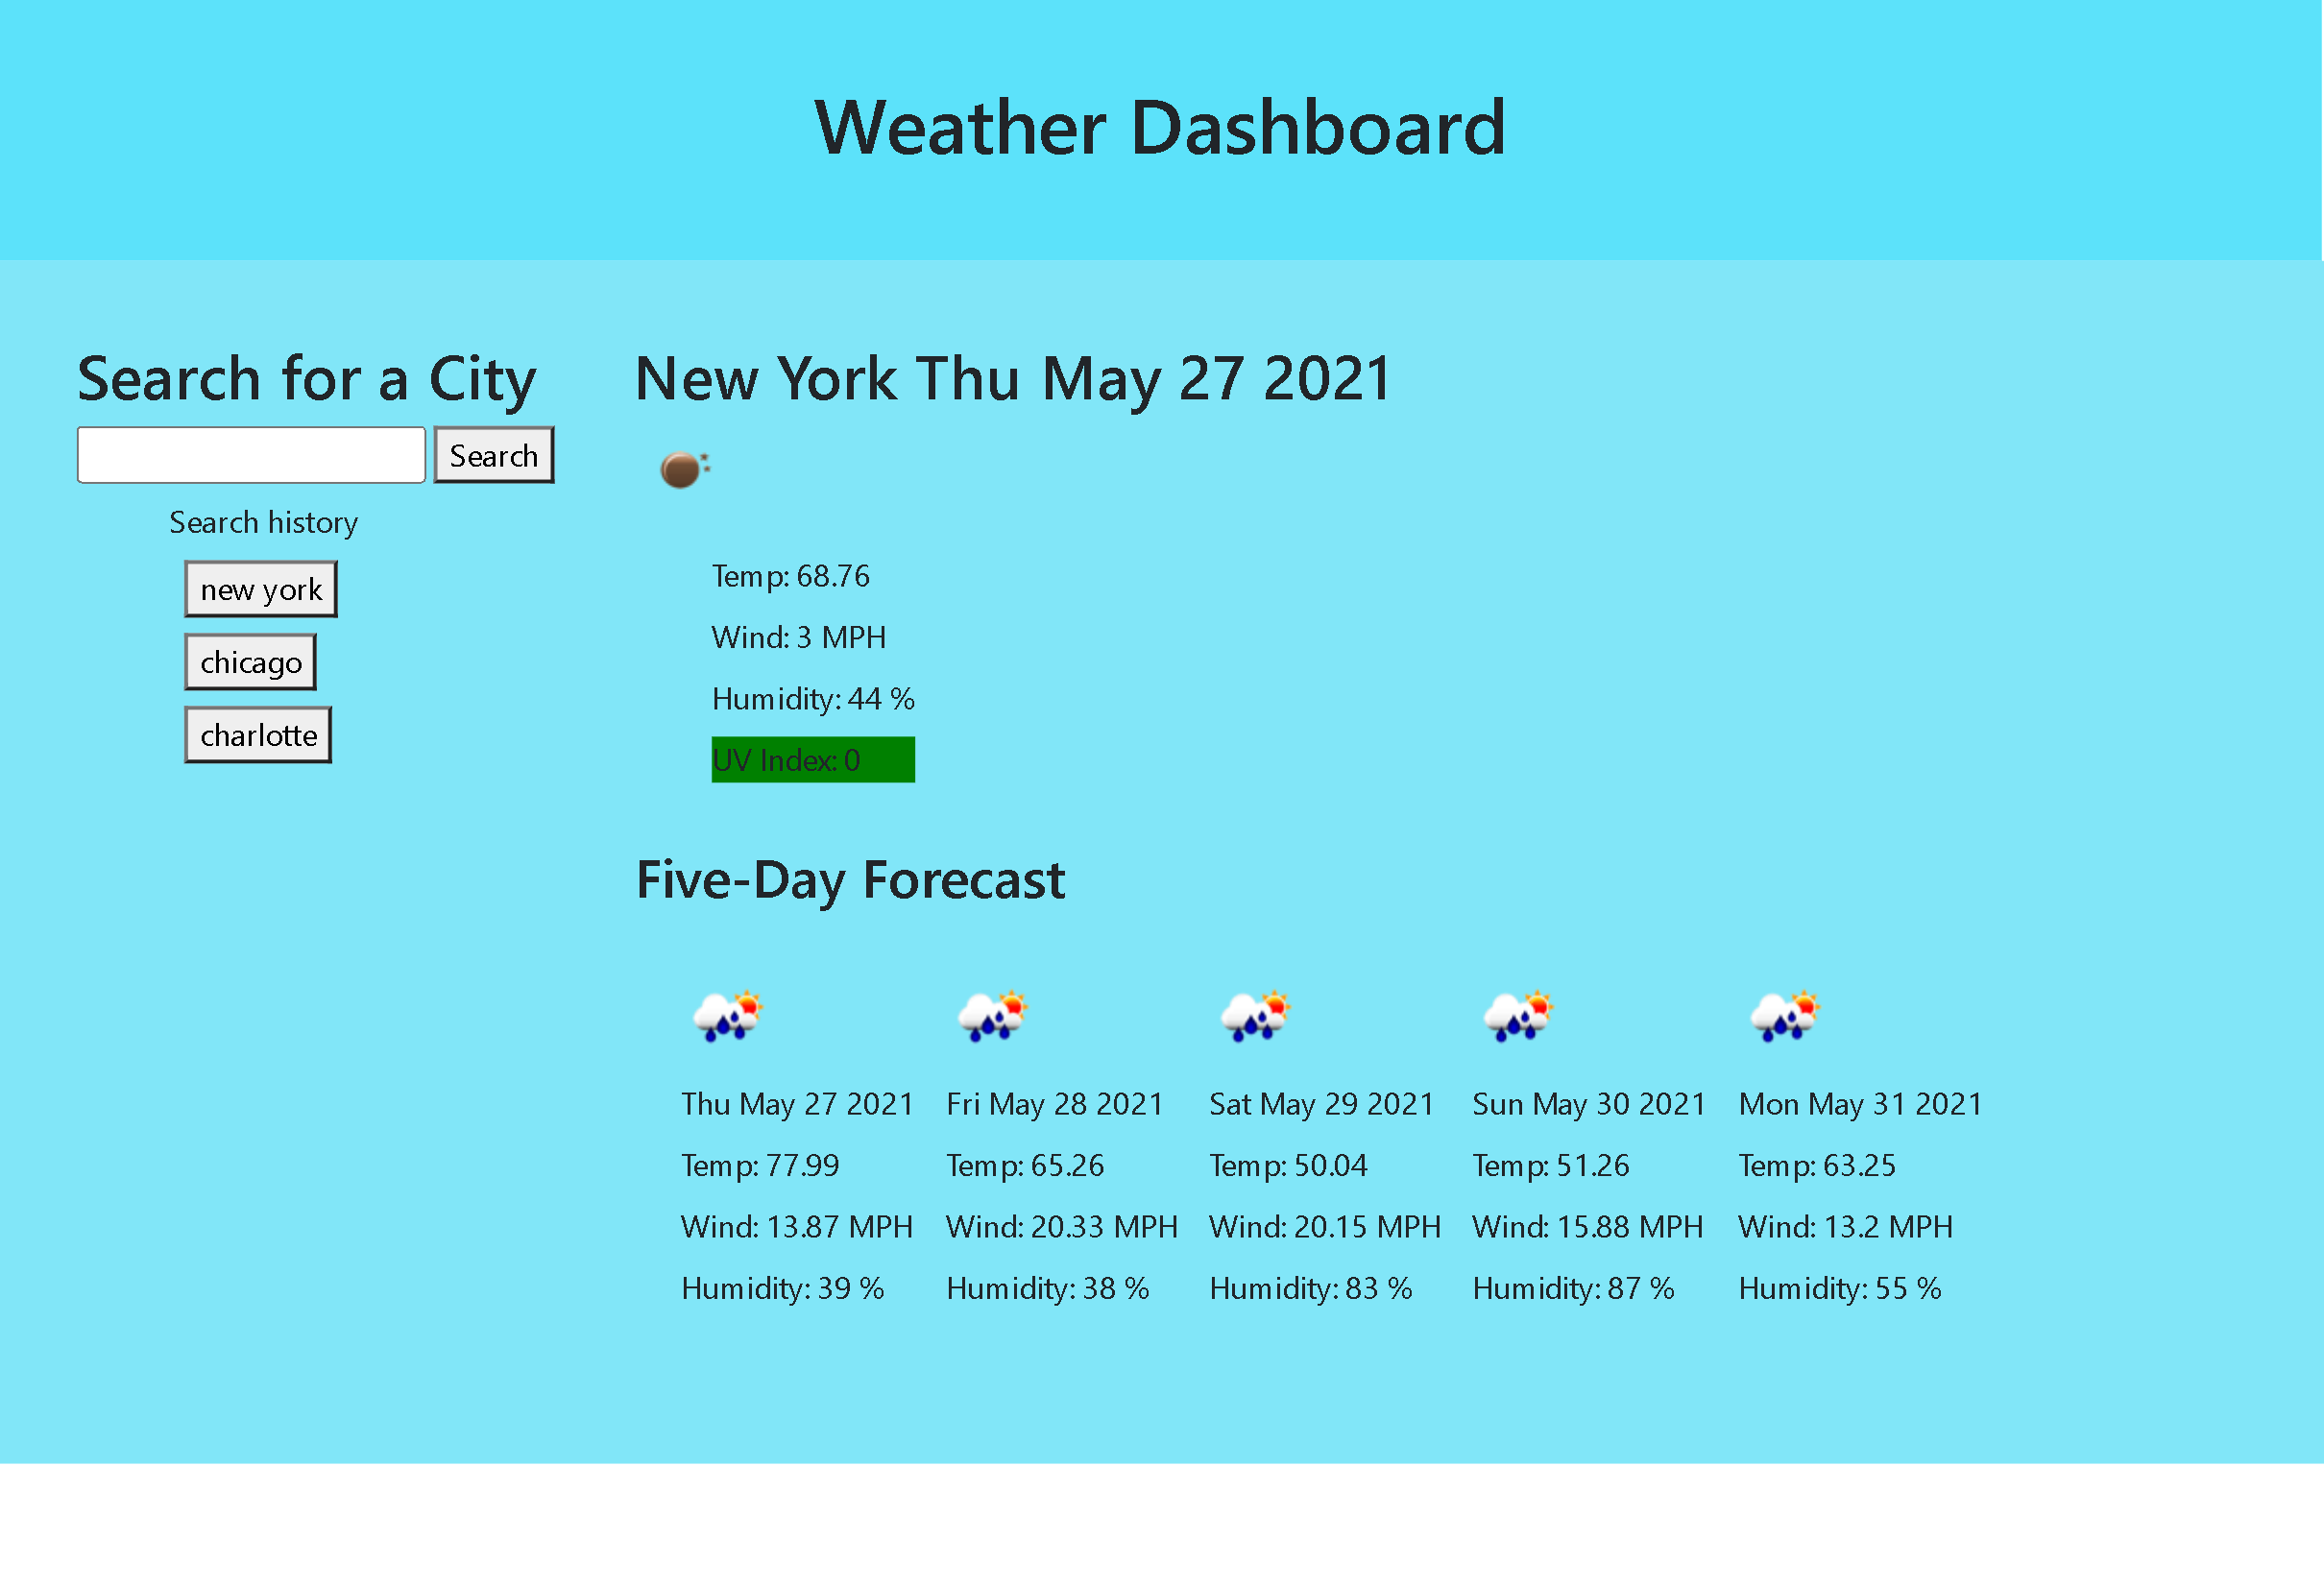 Weather Dashboard
Search for a City
Search
Search history
new york
chicago
charlotte
New York Thu May 27 2021
Temp: 68.76
Wind: 3 MPH
Humidity: 44 %
UV Index: 0
Five-Day Forecast
Thu May 27 2021
Temp: 77.99
Wind: 13.87 MPH
Humidity: 39 %
Fri May 28 2021
Temp: 65.26
Wind: 20.33 MPH
Humidity: 38 %
Sat May 29 2021
Temp: 50.04
Wind: 20.15 MPH
Humidity: 83 %
Sun May 30 2021
Temp: 51.26
Wind: 15.88 MPH
Humidity: 87 %
Mon May 31 2021
Temp: 63.25
Wind: 13.2 MPH
Humidity: 55 %